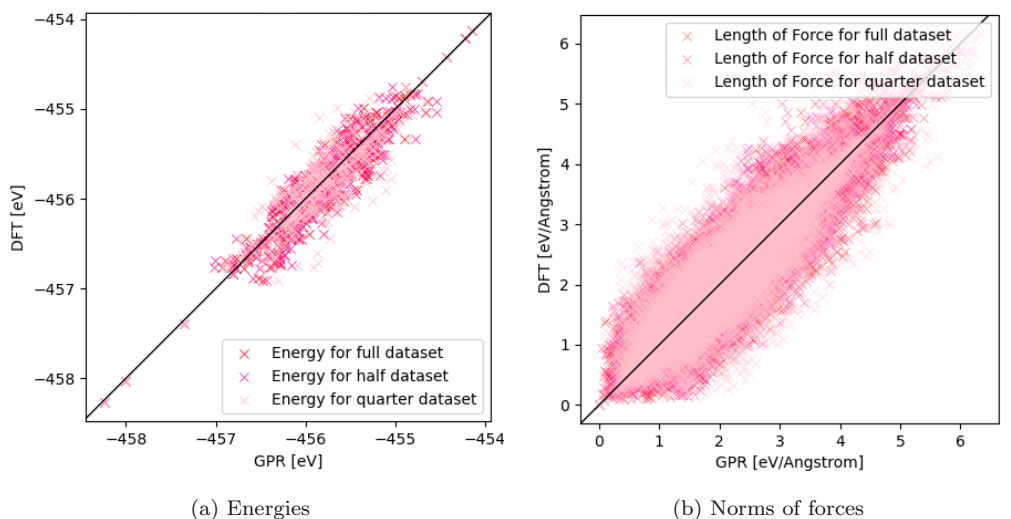 −454
−455
−456
−457
−458
DFT [eV]
Energy for full dataset
Energy for half dataset
Energy for quarter dataset
−458
−457
−456
−455
−454
GPR [eV]
(a) Energies
Length of Force for full dataset
Length of Force for half dataset
Length of Force for quarter dataset
6
5
4
3
2
1
0
DFT [eV/Angstrom]
0
1
2
3
4
5
6
GPR [eV/Angstrom]
(b) Norms of forces